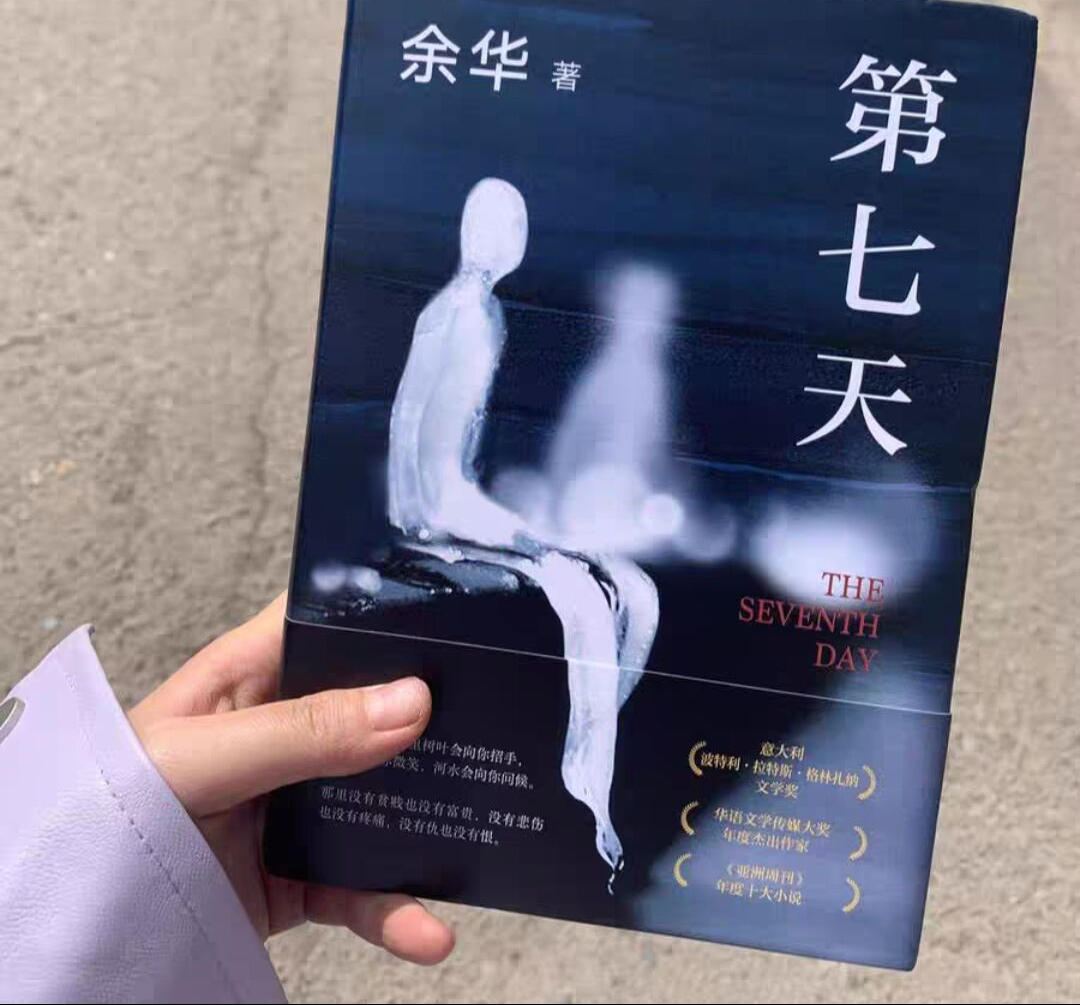 余华 著
第七天
THE
SEVENTH
DAY
树叶会向你招手,
微笑,河水会向你问候。
那里没有贫贱也没有富贵,没有悲伤
也没有疼痛,没有仇也没有恨。
意大利
波特利·拉特斯·格林扎纳
文学奖
华语文学传媒大奖
年度杰出作家
《亚洲周刊》
年度十大小说